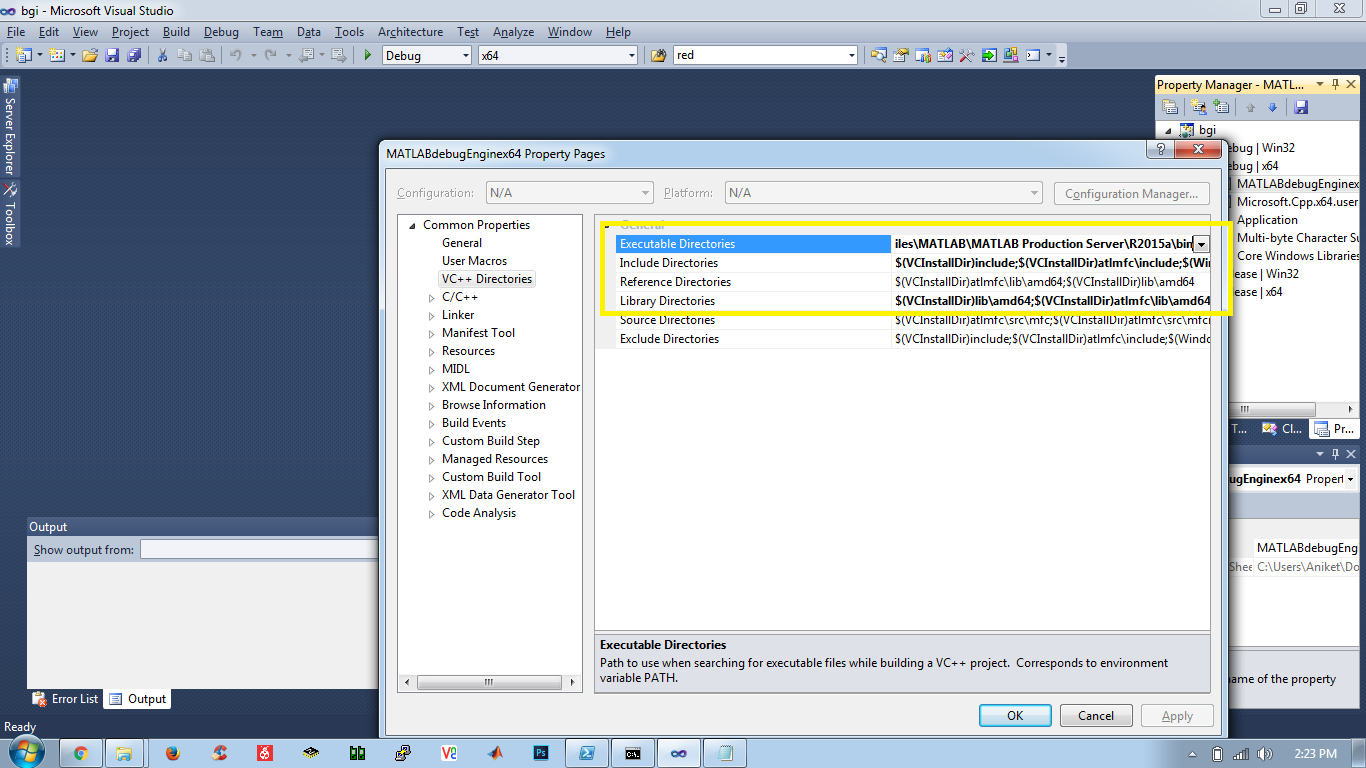 bgi - Microsoft Visual Studio
File Edit View Project Build Debug Team Data Tools Architecture Test Analyze Window Help
Debug x64 red
Server Explorer
Toolbox
Property Manager - MATL...
bgi
ebug | Win32
ebug | x64
MATLABdebugEnginex
Microsoft.Cpp.x64.user
Application
Multi-byte Character Su
Core Windows Libraries
ease | Win32
ease | x64
MATLABdebugEnginex64 Property Pages
Configuration: N/A Platform: N/A Configuration Manager...
Common Properties
General
User Macros
VC++ Directories
C/C++
Linker
Manifest Tool
Resources
MIDL
XML Document Generator
Browse Information
Build Events
Custom Build Step
Managed Resources
Custom Build Tool
XML Data Generator Tool
Code Analysis
General
Executable Directories iles\MATLAB\MATLAB Production Server\R2015a\bin
Include Directories $(VCInstallDir)include;$(VCInstallDir)atlmfc\include;$(Win
Reference Directories $(VCInstallDir)atlmfc\lib\amd64;$(VCInstallDir)lib\amd64
Library Directories $(VCInstallDir)lib\amd64;$(VCInstallDir)atlmfc\lib\amd64
Source Directories $(VCInstallDir)atlmfc\src\mfc;$(VCInstallDir)atlmfc\src\mfc
Exclude Directories $(VCInstallDir)include;$(VCInstallDir)atlmfc\include;$(Windo
Executable Directories
Path to use when searching for executable files while building a VC++ project. Corresponds to environment
variable PATH.
OK Cancel Apply
T... Cl... Pr...
ugEnginex64 Propert
MATLABdebugEng
Shee C:\Users\Aniket\Do
name of the property
Output
Show output from:
Error List Output
Ready
2:23 PM